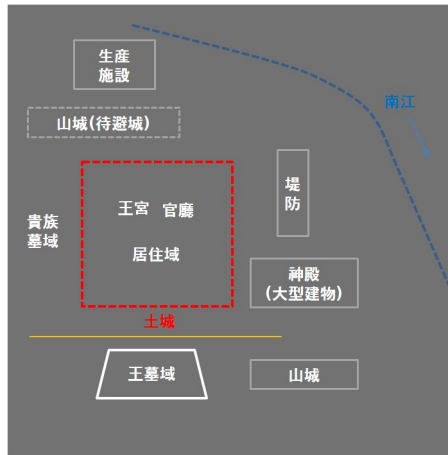 生産
施設
南江
山城(待避城)
堤
防
王宮 官廳
貴族
墓域
居住域
神殿
(大型建物)
土城
王墓域
山城